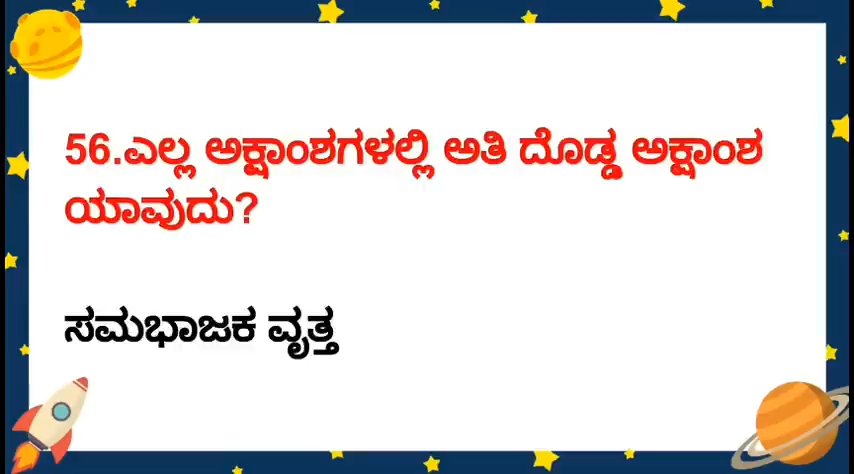 56.ಎಲ್ಲ ಅಕ್ಷಾಂಶಗಳಲ್ಲಿ ಅತಿ ದೊಡ್ಡ ಅಕ್ಷಾಂಶ
ಯಾವುದು?
ಸಮಭಾಜಕ ವೃತ್ತ